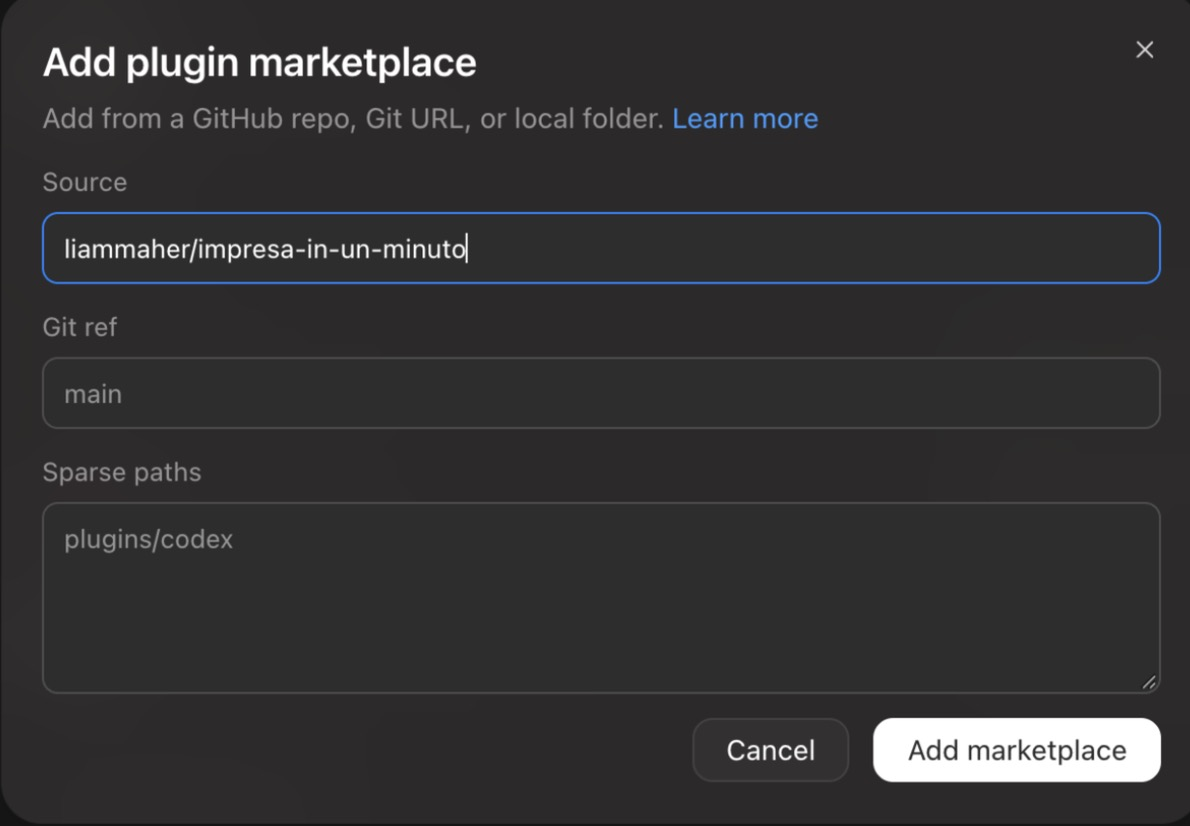 Add plugin marketplace
Add from a GitHub repo, Git URL, or local folder. Learn more
Source
liammaher/impresa-in-un-minuto
Git ref
main
Sparse paths
plugins/codex
Cancel
Add marketplace